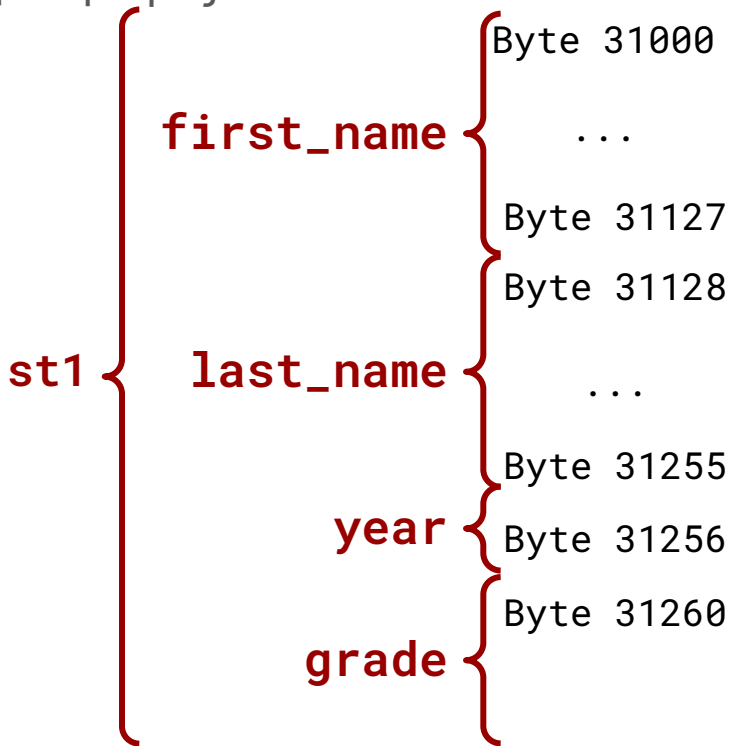 Byte 31000
first_name
...
Byte 31127
Byte 31128
st1
last_name
...
Byte 31255
year
Byte 31256
Byte 31260
grade